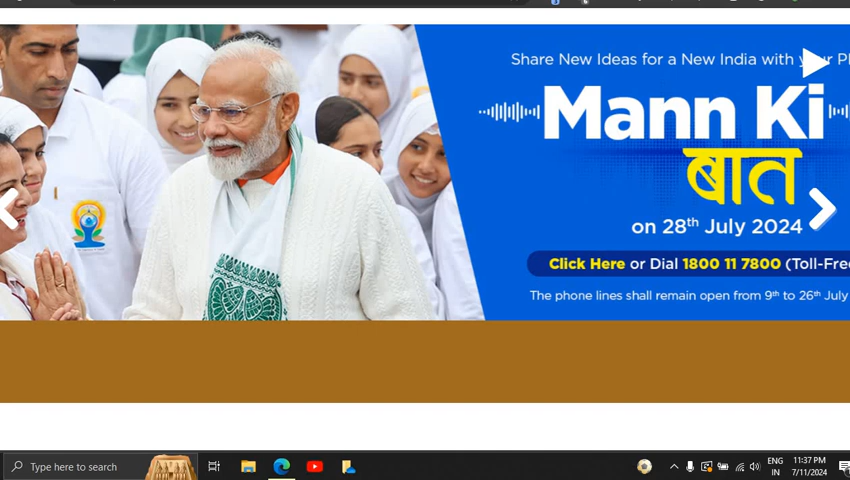 Share New Ideas for a New India with
Mann Ki
बात
on 28th July 2024
Click Here or Dial 1800 11 7800 (Toll-Fre
The phone lines shall remain open from 9th to 26th July
Type here to search
ENG
IN
11:37 PM
7/11/2024